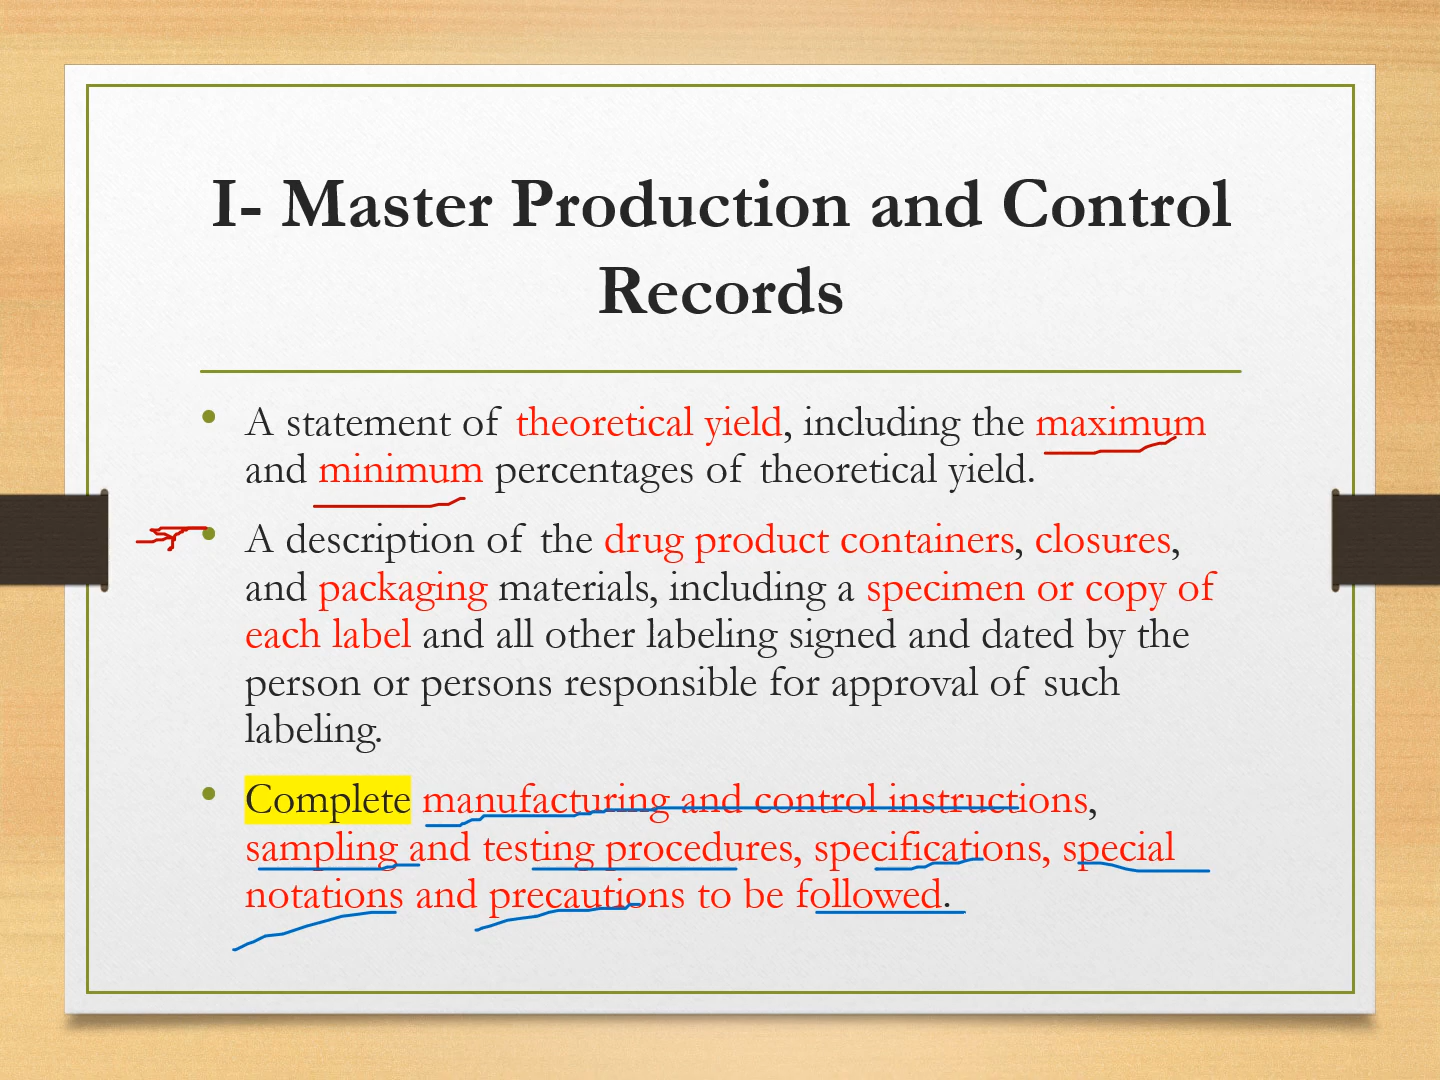 I- Master Production and Control
Records
• A statement of theoretical yield, including the maximum
and minimum percentages of theoretical yield.
• A description of the drug product containers, closures,
and packaging materials, including a specimen or copy of
each label and all other labeling signed and dated by the
person or persons responsible for approval of such
labeling.
• Complete manufacturing and control instructions,
sampling and testing procedures, specifications, special
notations and precautions to be followed.